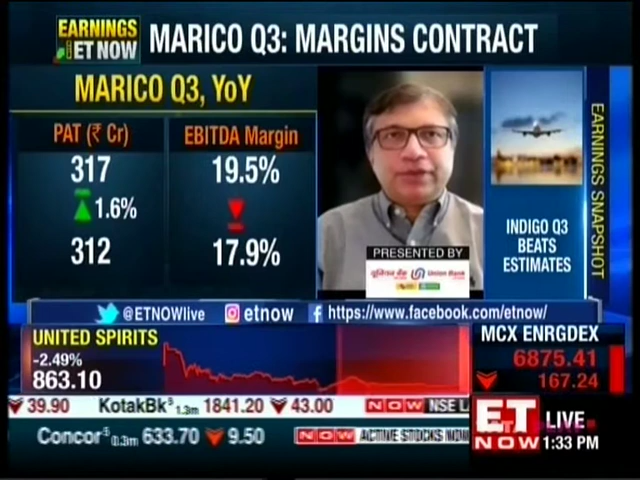 EARNINGS
ET NOW
MARICO Q3: MARGINS CONTRACT
MARICO Q3, YoY
PAT (₹ Cr)
EBITDA Margin
317
19.5%
1.6%
312
17.9%
PRESENTED BY
यूनियन बैंक
Union Bank
INDIGO Q3
BEATS
ESTIMATES
EARNINGS SNAPSHOT
@ETNOWlive
etnow
https://www.facebook.com/etnow/
UNITED SPIRITS
-2.49%
863.10
MCX ENRGDEX
6875.41
167.24
39.90 KotakBk 1.3m 1841.20 43.00 NOW NSE L
Concor 0.3m 633.70 9.50 NOW ACTIVE STOCKS NOW
ET
NOW
LIVE
1:33 PM